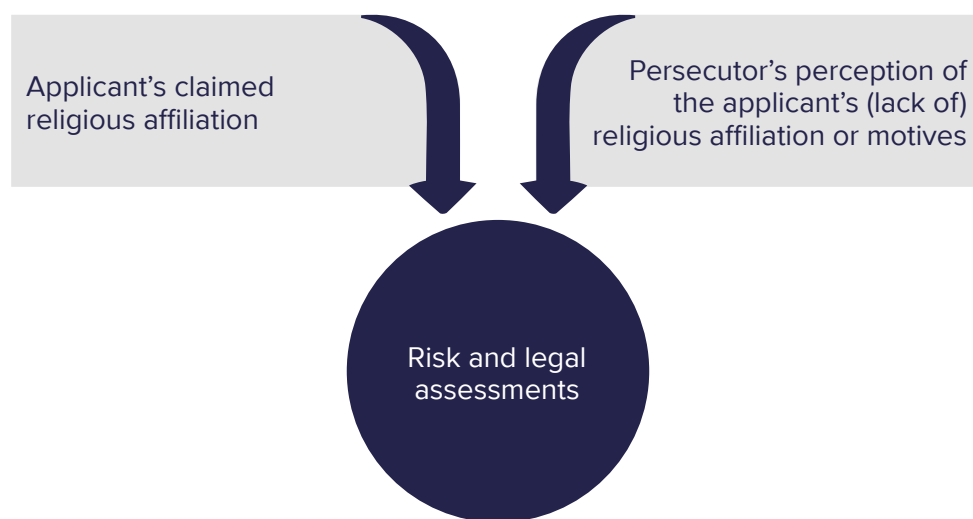 Applicant’s claimed
religious affiliation
Persecutor’s perception of
the applicant’s (lack of)
religious affiliation or motives
Risk and legal
assessments